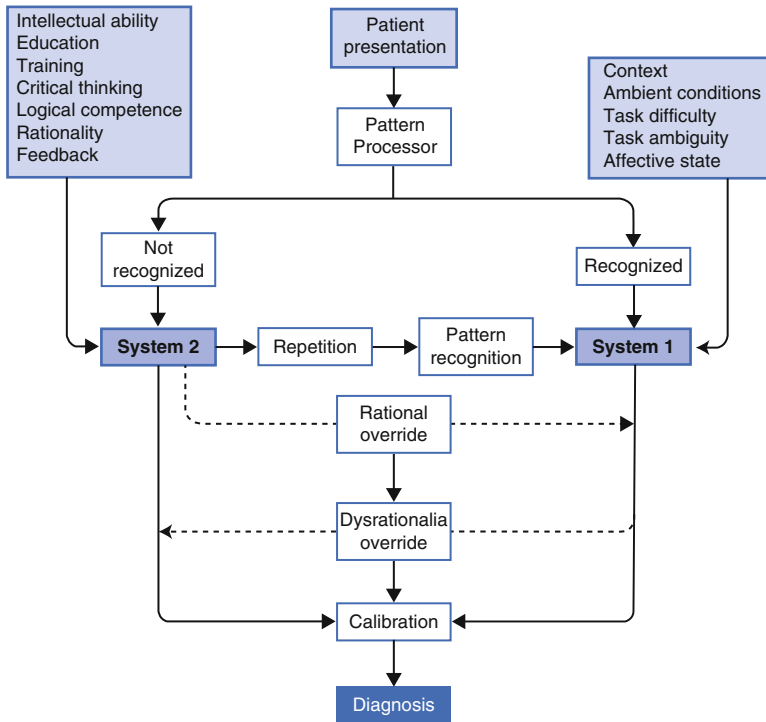 Intellectual ability
Education
Training
Critical thinking
Logical competence
Rationality
Feedback
Patient
presentation
Context
Ambient conditions
Task difficulty
Task ambiguity
Affective state
Pattern
Processor
Not
recognized
Recognized
System 2
Repetition
Pattern
recognition
System 1
Rational
override
Dysrationalia
override
Calibration
Diagnosis